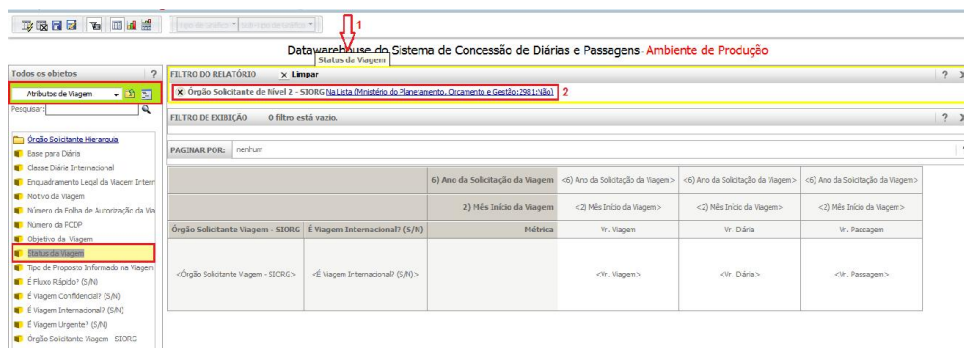 1
Datawarehouse do Sistema de Concessão de Diárias e Passagens - Ambiente de Produção
Status da Viagem
Todos os objetos ?
FILTRO DO RELATÓRIO x Limpar ?
Atributos de Viagem
x Órgão Solicitante de Nível 2 - SIORG Na Lista (Ministério do Planejamento, Orçamento e Gestão:2981:Não) 2
Pesquisar:
FILTRO DE EXIBIÇÃO O filtro está vazio. ?
Órgão Solicitante Hierarquia
Base para Diária
Classe Diária Internacional
PAGINAR POR: nenhum
Enquadramento Legal da Viagem Intern
Motivo da Viagem
Número da Folha de Autorização da Via
Número da PCDP
Objetivo da Viagem
Status da Viagem
Tipo de Proposto Informado na Viagem
É Fluxo Rápido? (S/N)
É Viagem Confidencial? (S/N)
É Viagem Internacional? (S/N)
É Viagem Urgente? (S/N)
Órgão Solicitante Viagem - SIORG
6) Ano da Solicitação da Viagem <6) Ano da Solicitação da Viagem> <6) Ano da Solicitação da Viagem> <6) Ano da Solicitação da Viagem>
2) Mês Início da Viagem <2) Mês Início da Viagem> <2) Mês Início da Viagem> <2) Mês Início da Viagem>
Órgão Solicitante Viagem - SIORG É Viagem Internacional? (S/N) Métrica Vr. Viagem Vr Diária Vr. Passagem
<Órgão Solicitante Viagem - SIORG> <É Viagem Internacional? (S/N)> <Vr. Viagem> <Vr Diária> <Vr. Passagem>